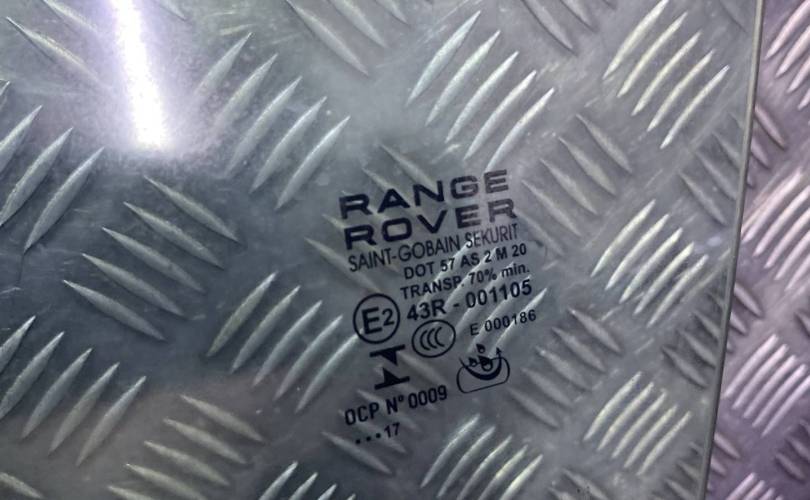 RANGE
ROVER
SAINT-GOBAIN SEKURIT
DOT 57 AS 2 M 20
TRANSP. 70% min.
E2 43R - 001105
CCC E 000186
OCP N° 0009
...17